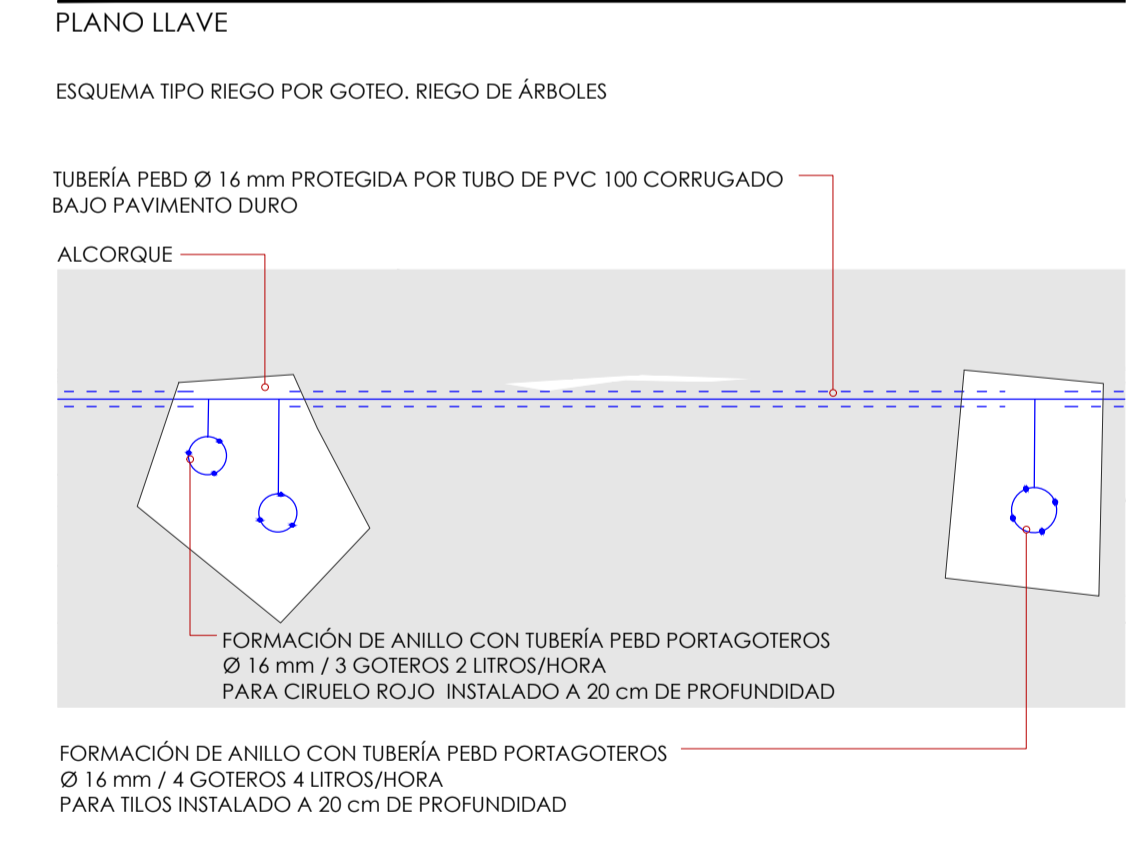 PLANO LLAVE
ESQUEMA TIPO RIEGO POR GOTEO. RIEGO DE ÁRBOLES
TUBERÍA PEBD Ø 16 mm PROTEGIDA POR TUBO DE PVC 100 CORRUGADO
BAJO PAVIMENTO DURO
ALCORQUE
FORMACIÓN DE ANILLO CON TUBERÍA PEBD PORTAGOTEROS
Ø 16 mm / 3 GOTEROS 2 LITROS/HORA
PARA CIRUELO ROJO INSTALADO A 20 cm DE PROFUNDIDAD
FORMACIÓN DE ANILLO CON TUBERÍA PEBD PORTAGOTEROS
Ø 16 mm / 4 GOTEROS 4 LITROS/HORA
PARA TILOS INSTALADO A 20 cm DE PROFUNDIDAD